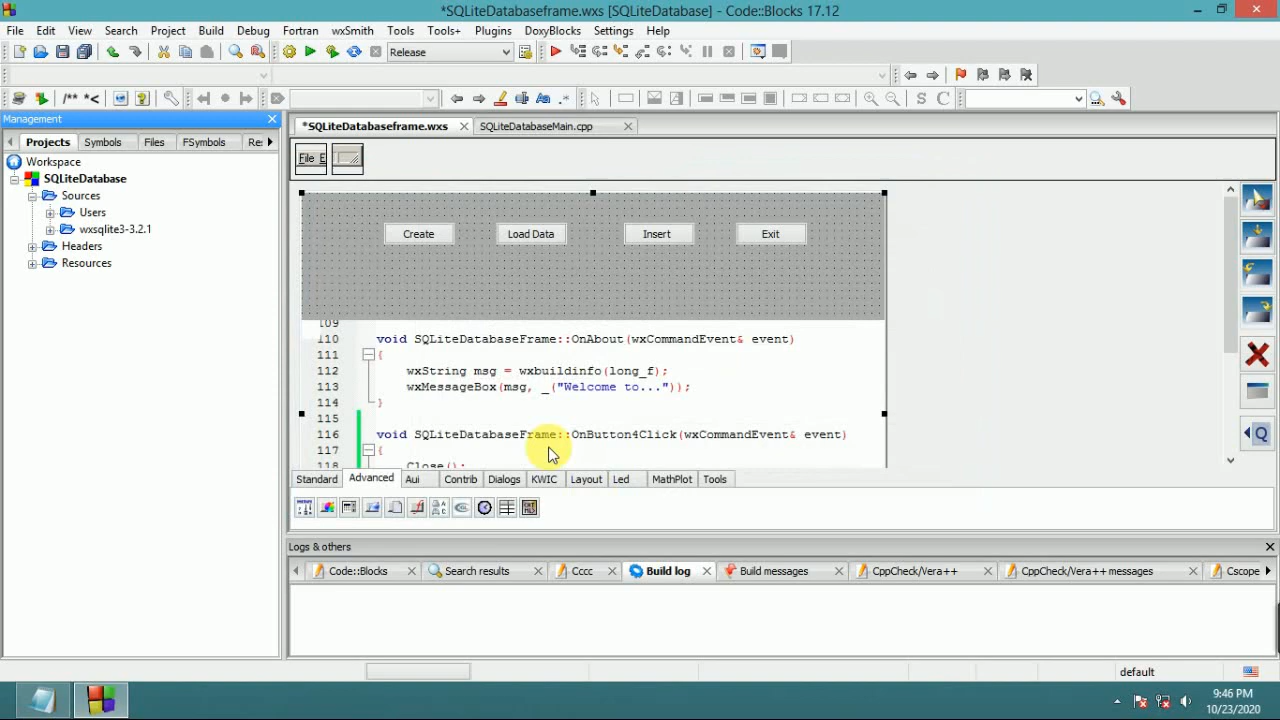 *SQLiteDatabaseframe.wxs [SQLiteDatabase] - Code::Blocks 17.12
File Edit View Search Project Build Debug Fortran wxSmith Tools Tools+ Plugins DoxyBlocks Settings Help
Release
/** *<
S C
Management
*SQLiteDatabaseframe.wxs SQLiteDatabaseMain.cpp
Projects Symbols Files FSymbols Re
File E
Workspace
SQLiteDatabase
Sources
Users
wxsqlite3-3.2.1
Headers
Resources
Create Load Data Insert Exit
109
110 void SQLiteDatabaseFrame::OnAbout(wxCommandEvent& event)
111 {
112 wxString msg = wxbuildinfo(long_f);
113 wxMessageBox(msg, _("Welcome to..."));
114 }
115
116 void SQLiteDatabaseFrame::OnButton4Click(wxCommandEvent& event)
117 {
118 Close();
Q
Standard Advanced Aui Contrib Dialogs KWIC Layout Led MathPlot Tools
Logs & others
Code::Blocks Search results Cccc Build log Build messages CppCheck/Vera++ CppCheck/Vera++ messages Cscope
default
9:46 PM
10/23/2020